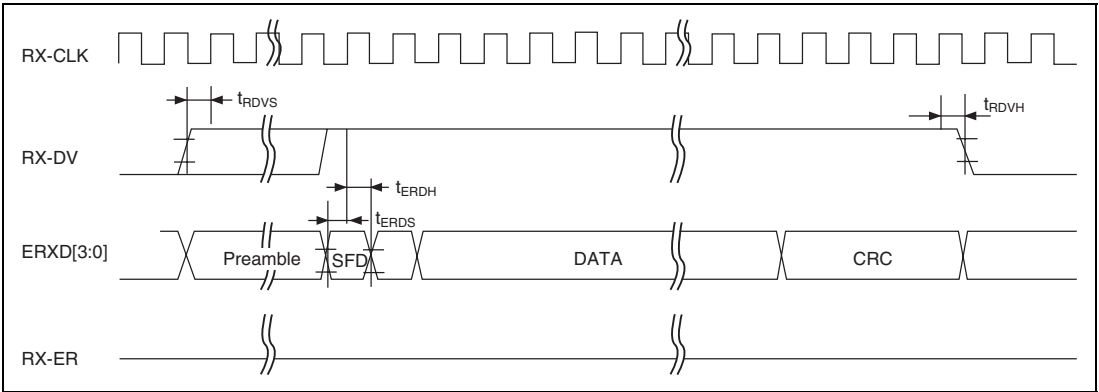 RX-CLK
tRDVS
tRDVH
RX-DV
tERDH
tERDS
ERXD[3:0]
Preamble
SFD
DATA
CRC
RX-ER